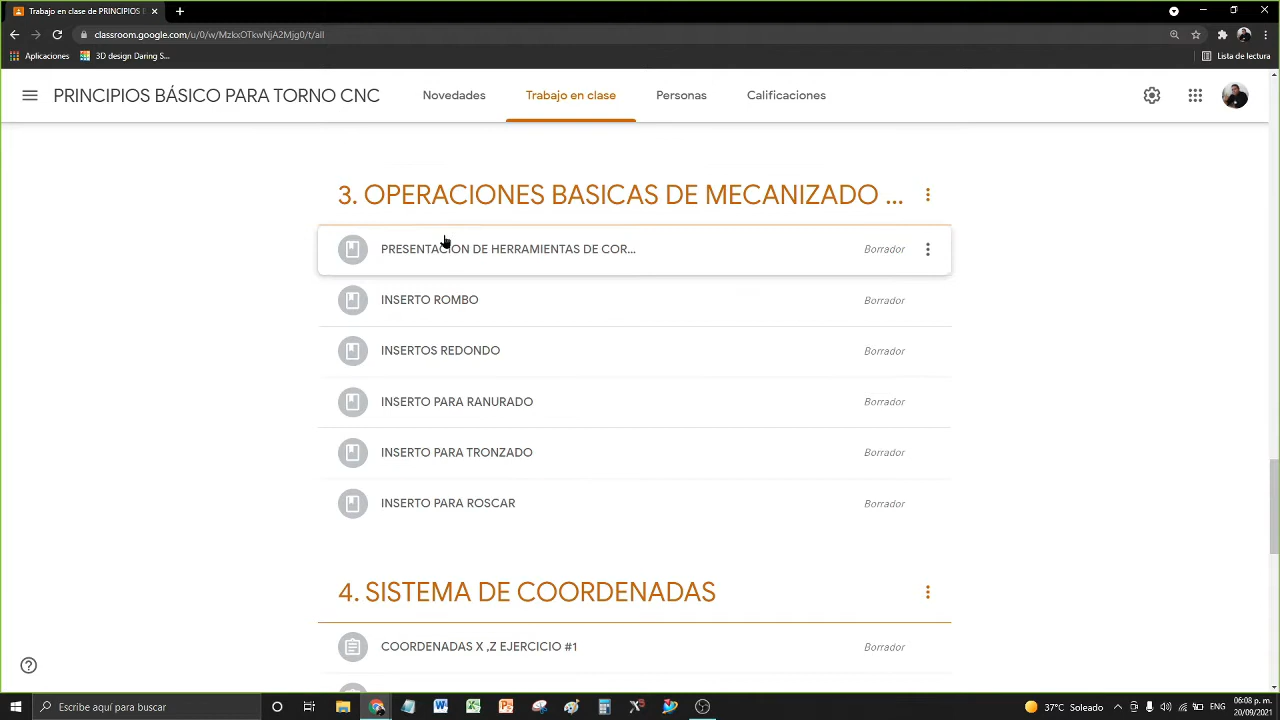 Trabajo en clase de PRINCIPIOS B
classroom.google.com/u/0/w/MzkxOTkwNjA2Mjg0/t/all
Aplicaciones
3D design Daring S...
Lista de lectura
PRINCIPIOS BÁSICO PARA TORNO CNC
Novedades
Trabajo en clase
Personas
Calificaciones
3. OPERACIONES BASICAS DE MECANIZADO ...
PRESENTACION DE HERRAMIENTAS DE COR...
Borrador
INSERTO ROMBO
Borrador
INSERTOS REDONDO
Borrador
INSERTO PARA RANURADO
Borrador
INSERTO PARA TRONZADO
Borrador
INSERTO PARA ROSCAR
Borrador
4. SISTEMA DE COORDENADAS
COORDENADAS X ,Z EJERCICIO #1
Borrador
Escribe aquí para buscar
37°C Soleado
ENG
06:08 p. m.
20/09/2021